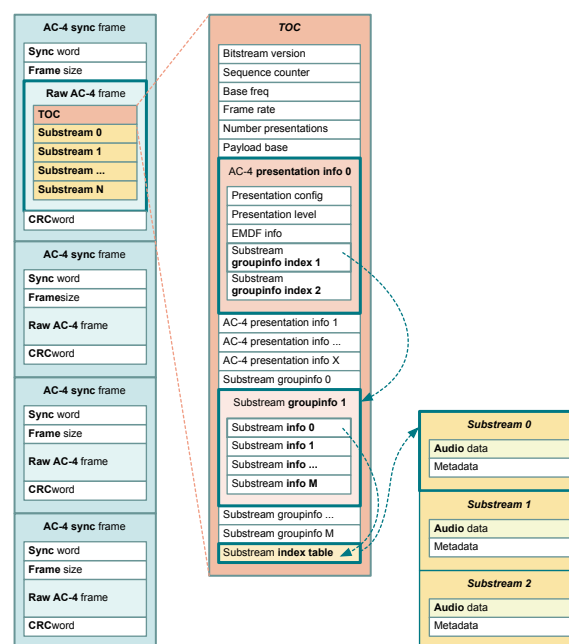 AC-4 sync frame
Sync word
Frame size
Raw AC-4 frame
TOC
Substream 0
Substream 1
Substream ...
Substream N
CRCword
AC-4 sync frame
Sync word
Framesize
Raw AC-4 frame
CRCword
AC-4 sync frame
Sync word
Frame size
Raw AC-4 frame
CRCword
AC-4 sync frame
Sync word
Frame size
Raw AC-4 frame
CRCword
TOC
Bitstream version
Sequence counter
Base freq
Frame rate
Number presentations
Payload base
AC-4 presentation info 0
Presentation config
Presentation level
EMDF info
Substream
groupinfo index 1
Substream
groupinfo index 2
AC-4 presentation info 1
AC-4 presentation info ...
AC-4 presentation info X
Substream groupinfo 0
Substream groupinfo 1
Substream info 0
Substream info 1
Substream info ...
Substream info M
Substream groupinfo ...
Substream groupinfo M
Substream index table
Substream 0
Audio data
Metadata
Substream 1
Audio data
Metadata
Substream 2
Audio data
Metadata